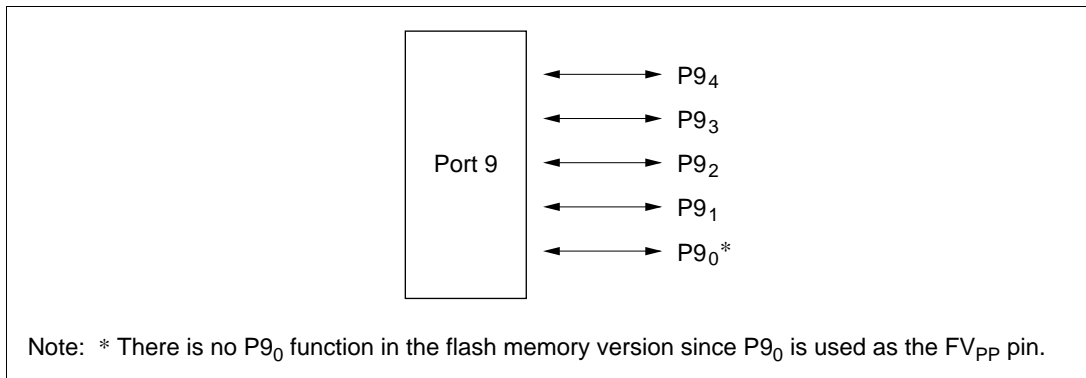 P9₄
P9₃
Port 9
P9₂
P9₁
P9₀*
Note: * There is no P9₀ function in the flash memory version since P9₀ is used as the FVPP pin.